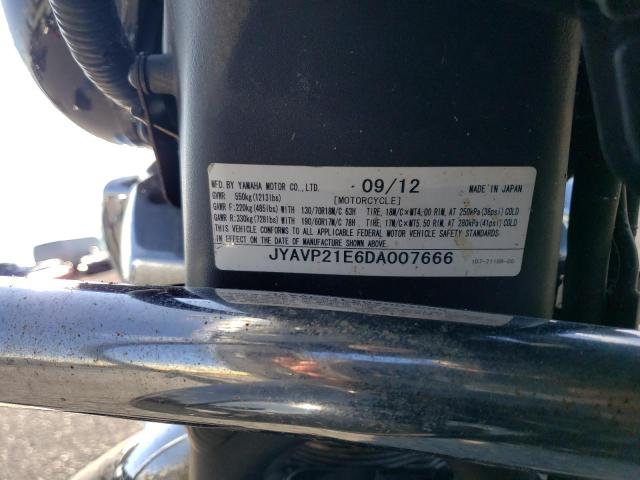 MFD. BY YAMAHA MOTOR CO., LTD. 09/12 MADE IN JAPAN
GVWR 550kg(1213lbs) [MOTORCYCLE]
GAWR F:220kg(485lbs) WITH 130/70R18M/C 63H TIRE, 18M/C×MT4.00 RIM, AT 250kPa(36psi) COLD
GAWR R:330kg(728lbs) WITH 190/60R17M/C 78H TIRE, 17M/C×MT5.50 RIM, AT 280kPa(41psi) COLD
THIS VEHICLE CONFORMS TO ALL APPLICABLE FEDERAL MOTOR VEHICLE SAFETY STANDARDS
IN EFFECT ON THE DATE OF MANUFACTURE SHOWN ABOVE.
JYAVP21E6DA007666